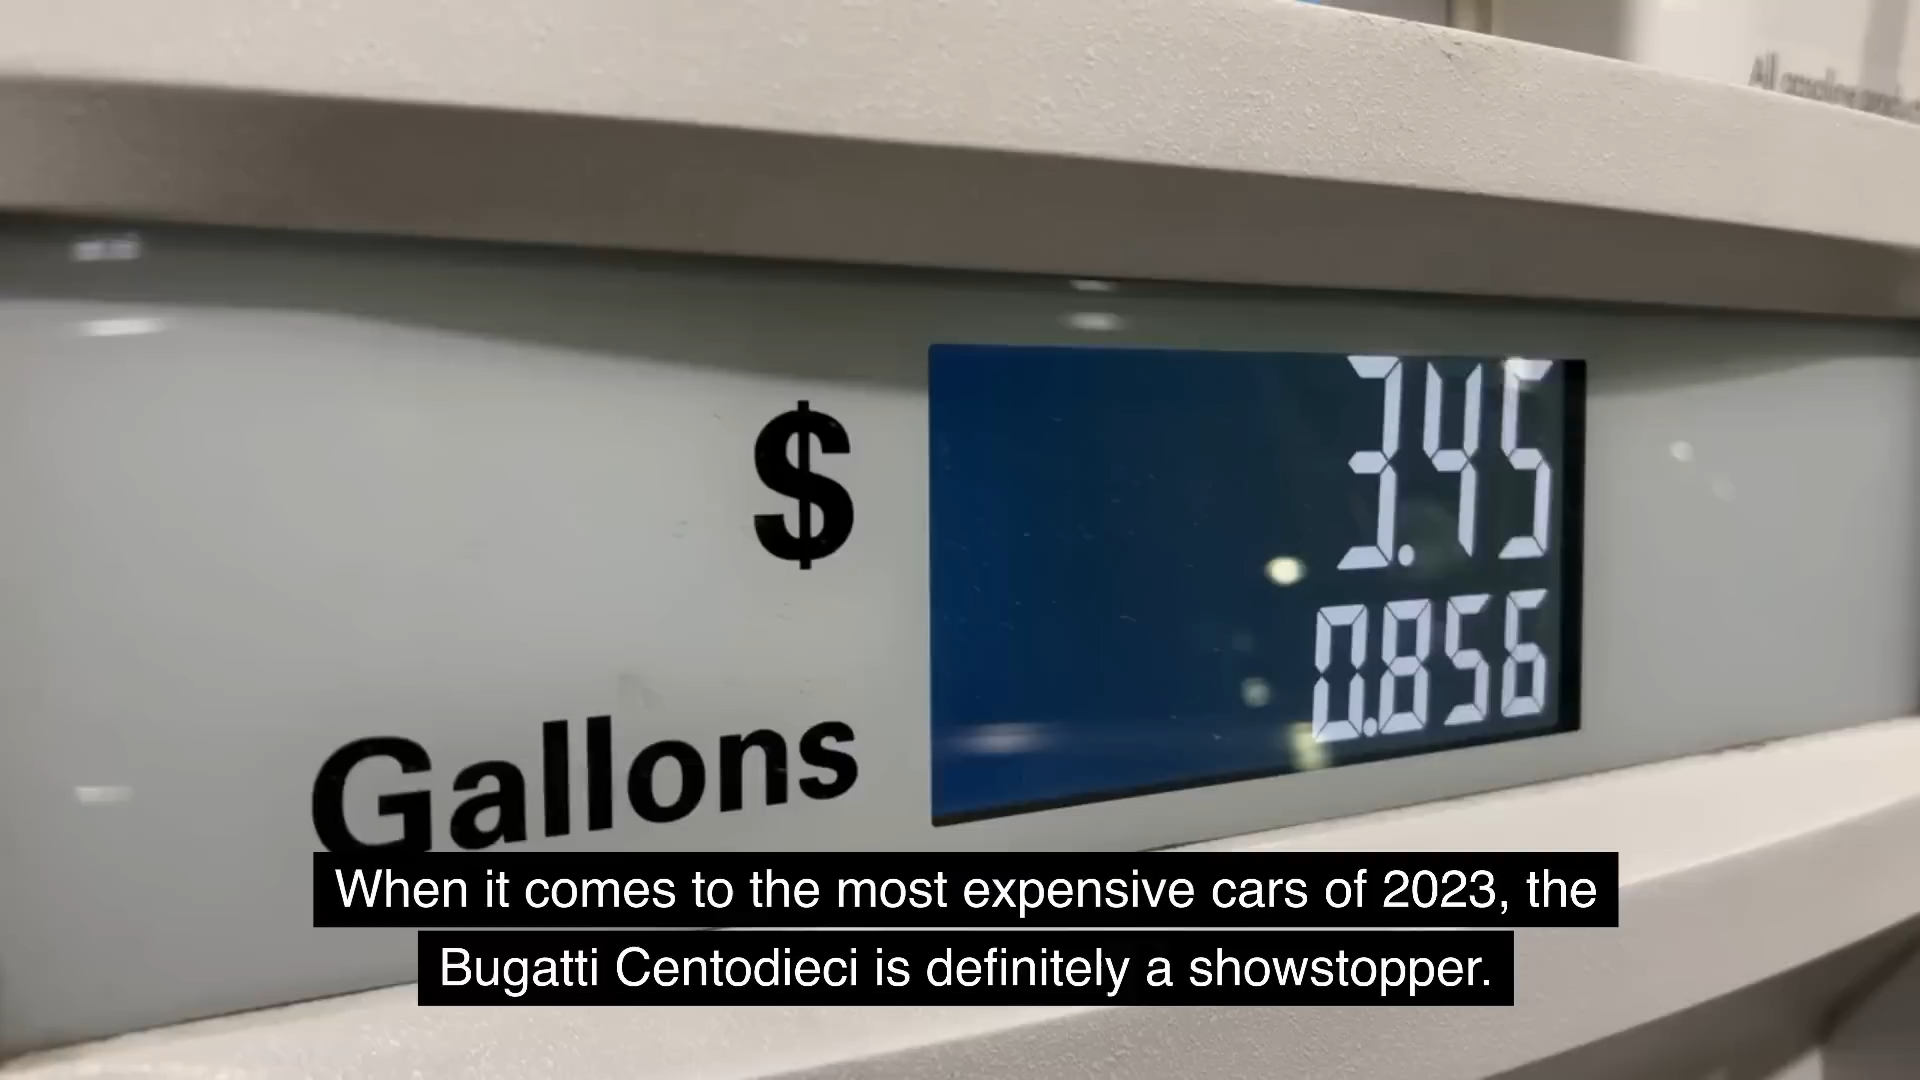 All
$ 3.45
Gallons 0.856
When it comes to the most expensive cars of 2023, the
Bugatti Centodieci is definitely a showstopper.